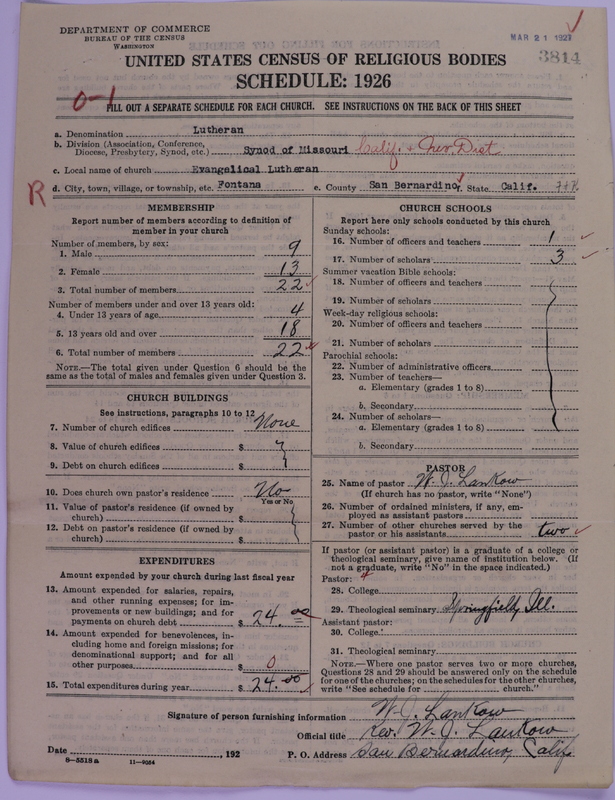 DEPARTMENT OF COMMERCE
BUREAU OF THE CENSUS
WASHINGTON
MAR 21 1927
3814
UNITED STATES CENSUS OF RELIGIOUS BODIES
SCHEDULE: 1926
0-1
FILL OUT A SEPARATE SCHEDULE FOR EACH CHURCH. SEE INSTRUCTIONS ON THE BACK OF THIS SHEET
a. Denomination Lutheran
b. Division (Association, Conference,
Diocese, Presbytery, Synod, etc.) Synod of Missouri Calif. + Nev. Dist
c. Local name of church Evangelical Lutheran
R d. City, town, village, or township, etc. Fontana e. County San Bernardino f. State Calif.
MEMBERSHIP
Report number of members according to definition of
member in your church
Number of members, by sex:
1. Male 9
2. Female 13
3. Total number of members 22
Number of members under and over 13 years old:
4. Under 13 years of age 4
5. 13 years old and over 18
6. Total number of members 22
NOTE.—The total given under Question 6 should be
same as the total of males and females given under Question 3.
CHURCH BUILDINGS
See instructions, paragraphs 10 to 12
7. Number of church edifices None
8. Value of church edifices $
9. Debt on church edifices $
10. Does church own pastor's residence No
Yes or No
11. Value of pastor's residence (if owned by
church) $
12. Debt on pastor's residence (if owned by
church) $
EXPENDITURES
Amount expended by your church during last fiscal year
13. Amount expended for salaries, repairs,
and other running expenses; for im-
provements or new buildings; and for
payments on church debt $ 24.00
14. Amount expended for benevolences, in-
cluding home and foreign missions; for
denominational support; and for all
other purposes $ 0
15. Total expenditures during year $ 24.00
CHURCH SCHOOLS
Report here only schools conducted by this church
Sunday schools:
16. Number of officers and teachers 1
17. Number of scholars 3
Summer vacation Bible schools:
18. Number of officers and teachers
19. Number of scholars
Week-day religious schools:
20. Number of officers and teachers
21. Number of scholars
Parochial schools:
22. Number of administrative officers
23. Number of teachers—
a. Elementary (grades 1 to 8)
b. Secondary
24. Number of scholars—
a. Elementary (grades 1 to 8)
b. Secondary
PASTOR
25. Name of pastor W. J. Lankow
(If church has no pastor, write "None")
26. Number of ordained ministers, if any, em-
ployed as assistant pastors
27. Number of other churches served by the
pastor or his assistants two
If pastor (or assistant pastor) is a graduate of a college or
theological seminary, give name of institution below. (If
not a graduate, write "No" in the space indicated.)
Pastor: 4
28. College
29. Theological seminary Springfield, Ill.
Assistant pastor:
30. College
31. Theological seminary
NOTE.—Where one pastor serves two or more churches,
Questions 28 and 29 should be answered only on the schedule
for one of the churches; on the schedules for the other churches,
write "See schedule for church."
Signature of person furnishing information W. J. Lankow
Official title Rev. W. J. Lankow
Date , 192 P. O. Address San Bernardino, Calif
8—5518 a 11—9054